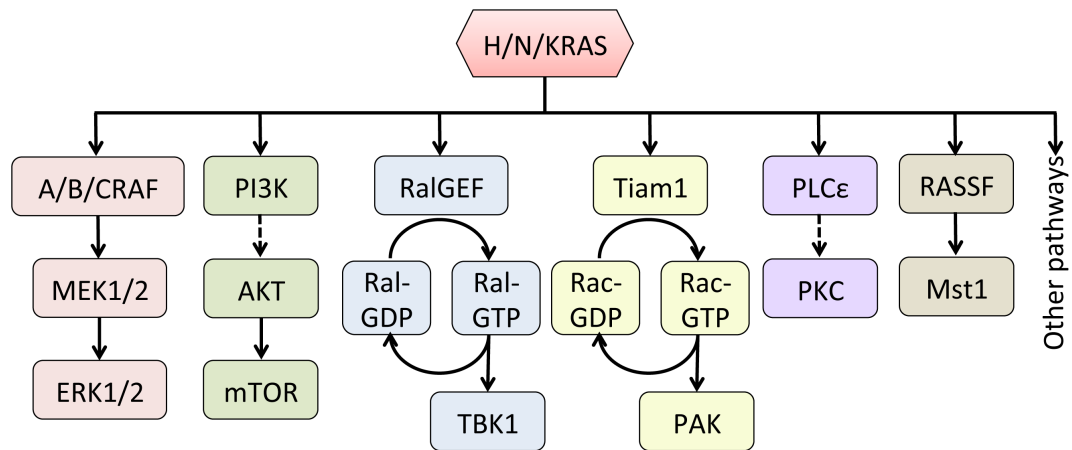 H/N/KRAS
A/B/CRAF
PI3K
RalGEF
Tiam1
PLCε
RASSF
Other pathways
MEK1/2
AKT
Ral-
GDP
Ral-
GTP
Rac-
GDP
Rac-
GTP
PKC
Mst1
ERK1/2
mTOR
TBK1
PAK